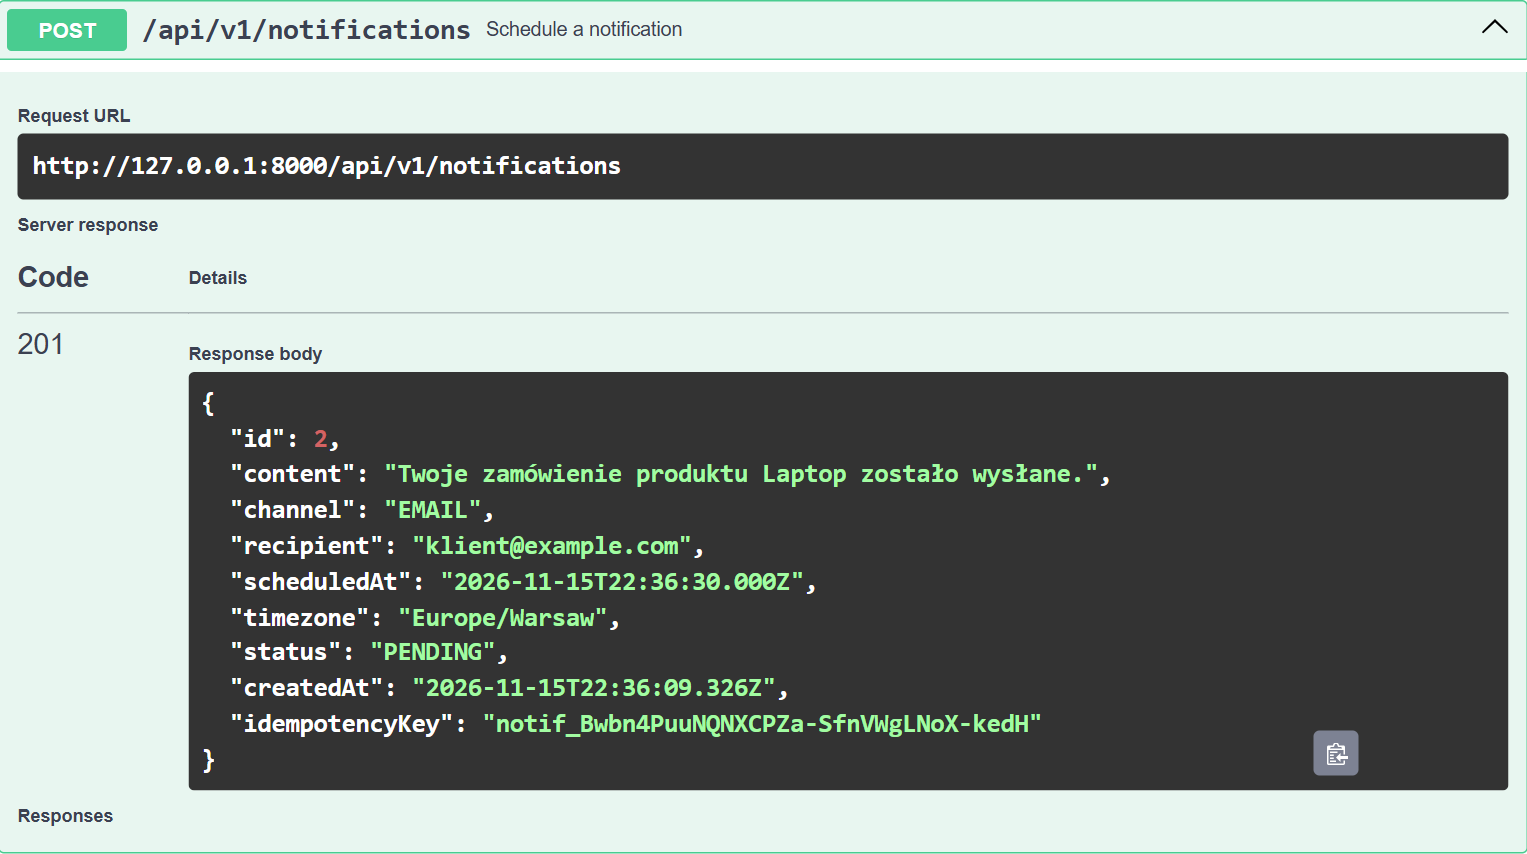 POST /api/v1/notifications Schedule a notification
Request URL
http://127.0.0.1:8000/api/v1/notifications
Server response
Code Details
201
Response body
{
"id": 2,
"content": "Twoje zamówienie produktu Laptop zostało wysłane.",
"channel": "EMAIL",
"recipient": "klient@example.com",
"scheduledAt": "2026-11-15T22:36:30.000Z",
"timezone": "Europe/Warsaw",
"status": "PENDING",
"createdAt": "2026-11-15T22:36:09.326Z",
"idempotencyKey": "notif_Bwbn4PuuNQNXCPZa-SfnVWgLNoX-kedH"
}
Responses